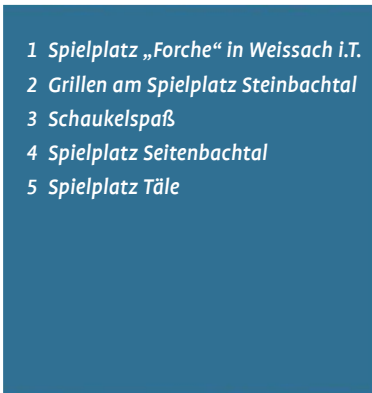 1 Spielplatz „Forche“ in Weissach i.T.
2 Grillen am Spielplatz Steinbachtal
3 Schaukelspaß
4 Spielplatz Seitenbachtal
5 Spielplatz Täle